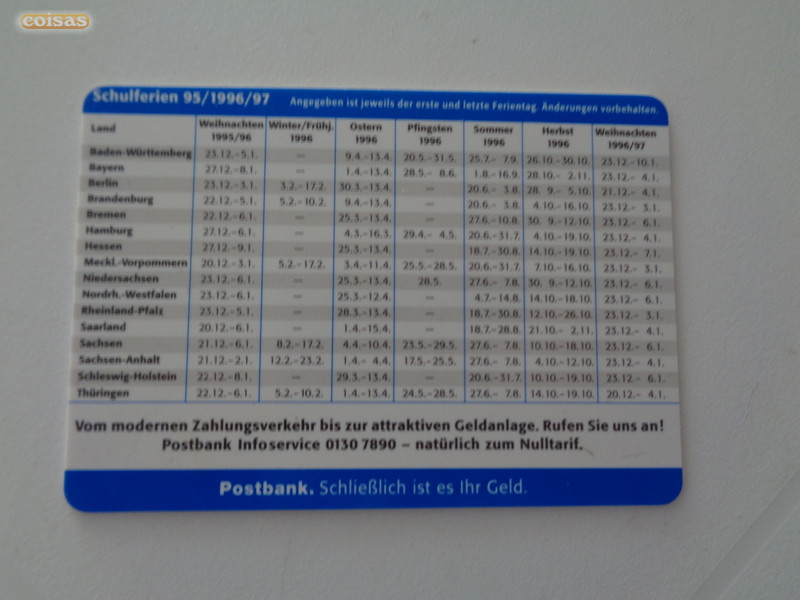 coisas
Schulferien 95/1996/97 Angegeben ist jeweils der erste und letzte Ferientag. Änderungen vorbehalten.
Land Weihnachten 1995/96 Winter/Frühj. 1996 Ostern 1996 Pfingsten 1996 Sommer 1996 Herbst 1996 Weihnachten 1996/97
Baden-Württemberg 23.12.–5.1. — 9.4.–13.4. 20.5.–31.5. 25.7.– 7.9. 26.10.–30.10. 23.12.–10.1.
Bayern 27.12.–8.1. — 1.4.–13.4. 28.5.– 8.6. 1.8.–16.9. 28.10.– 2.11. 23.12.– 4.1.
Berlin 23.12.–3.1. 3.2.–17.2. 30.3.–13.4. — 20.6.– 3.8. 28. 9.– 5.10. 21.12.– 4.1.
Brandenburg 22.12.–5.1. 5.2.–10.2. 9.4.–13.4. — 20.6.– 3.8. 4.10.–16.10. 23.12.– 3.1.
Bremen 22.12.–6.1. — 25.3.–13.4. — 27.6.–10.8. 30. 9.–12.10. 23.12.– 6.1.
Hamburg 27.12.–6.1. — 4.3.–16.3. 29.4.– 4.5. 20.6.–31.7. 4.10.–19.10. 23.12.– 4.1.
Hessen 27.12.–9.1. — 25.3.–13.4. — 18.7.–30.8. 14.10.–19.10. 23.12.– 7.1.
Meckl.-Vorpommern 20.12.–3.1. 5.2.–17.2. 3.4.–11.4. 25.5.–28.5. 20.6.–31.7. 7.10.–16.10. 23.12.– 3.1.
Niedersachsen 23.12.–6.1. — 25.3.–13.4. 28.5. 27.6.– 7.8. 30. 9.–12.10. 23.12.– 6.1.
Nordrh.-Westfalen 23.12.–6.1. — 25.3.–12.4. — 4.7.–14.8. 14.10.–18.10. 23.12.– 6.1.
Rheinland-Pfalz 23.12.–5.1. — 28.3.–13.4. — 18.7.–30.8. 12.10.–26.10. 23.12.– 6.1.
Saarland 20.12.–6.1. — 1.4.–15.4. — 18.7.–28.8. 21.10.– 2.11. 23.12.– 4.1.
Sachsen 21.12.–6.1. 8.2.–17.2. 4.4.–10.4. 23.5.–29.5. 27.6.– 7.8. 10.10.–18.10. 23.12.– 6.1.
Sachsen-Anhalt 21.12.–2.1. 12.2.–23.2. 1.4.– 4.4. 17.5.–25.5. 27.6.– 7.8. 4.10.–12.10. 23.12.– 4.1.
Schleswig-Holstein 22.12.–8.1. — 29.3.–13.4. — 20.6.–31.7. 10.10.–19.10. 23.12.– 6.1.
Thüringen 22.12.–6.1. 5.2.–10.2. 1.4.–13.4. 24.5.–28.5. 27.6.– 7.8. 14.10.–19.10. 20.12.– 4.1.
Vom modernen Zahlungsverkehr bis zur attraktiven Geldanlage. Rufen Sie uns an!
Postbank Infoservice 0130 7890 – natürlich zum Nulltarif.
Postbank. Schließlich ist es Ihr Geld.